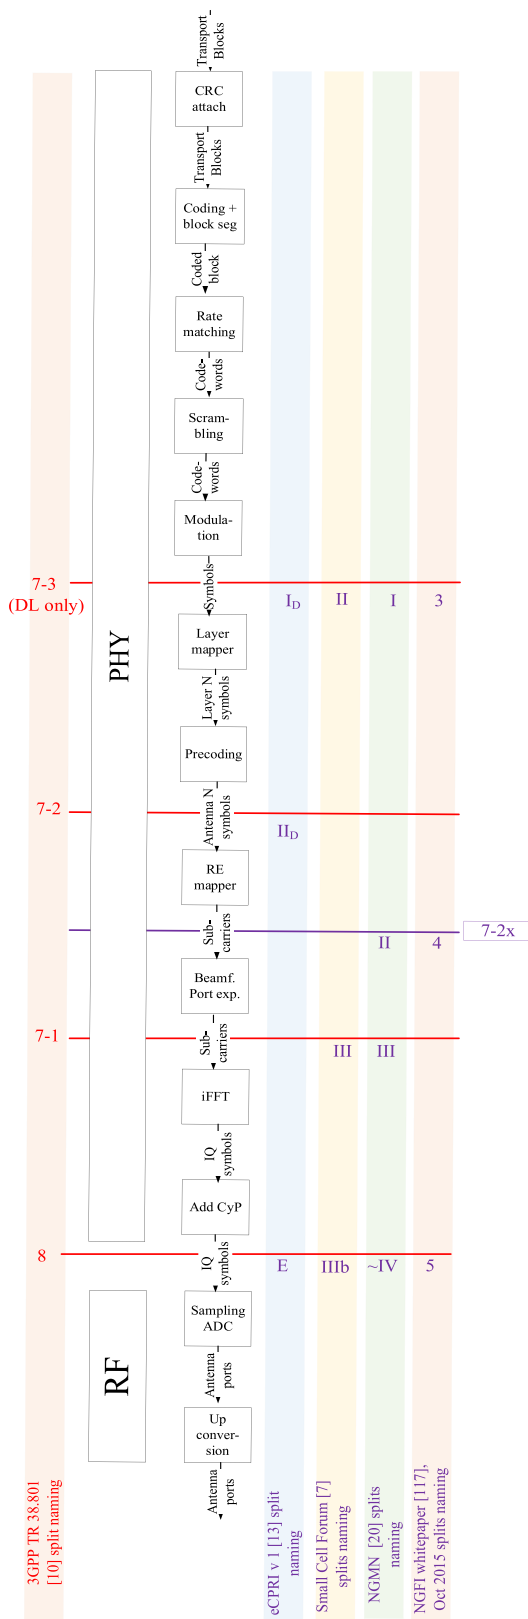 Transport
Blocks
CRC
attach
Transport
Blocks
Coding +
block seg
Coded
block
Rate
matching
Code-
words
Scram-
bling
Code-
words
Modula-
tion
7-3
(DL only)
Symbols
I_D
II
I
3
Layer
mapper
PHY
Layer N
symbols
Precoding
7-2
Antenna N
symbols
II_D
RE
mapper
Sub-
carriers
7-2x
II
4
Beamf.
Port exp.
7-1
Sub-
carriers
III
III
iFFT
IQ
symbols
Add CyP
8
IQ
symbols
E
IIIb
~IV
5
Sampling
ADC
RF
Antenna
ports
Up
conver-
sion
Antenna
ports
3GPP TR 38.801
[10] split naming
eCPRI v 1 [13] split
naming
Small Cell Forum [7]
splits naming
NGMN [20] splits
naming
NGFI whitepaper [117],
Oct 2015 splits naming